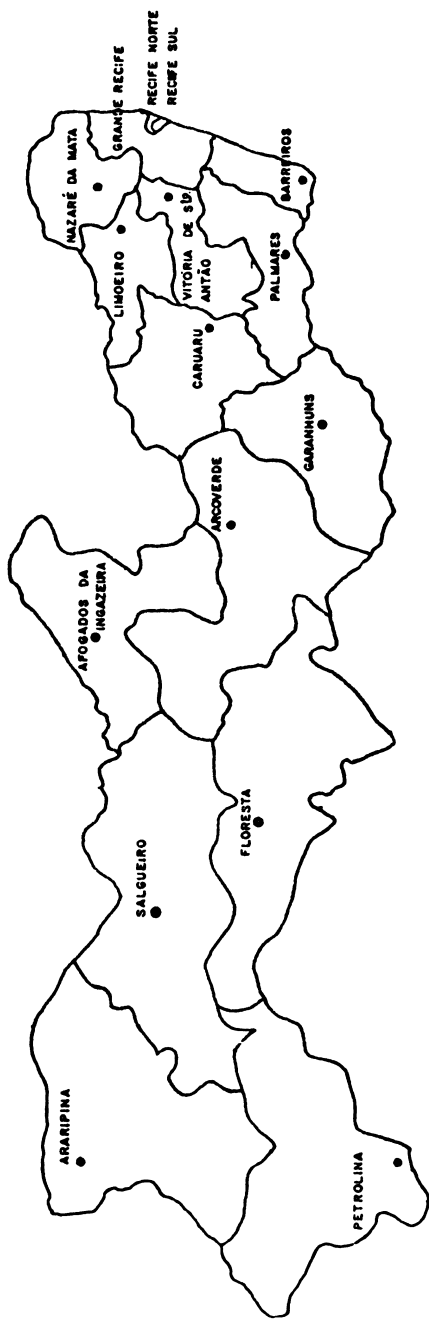 ARARIPINA
PETROLINA
SALGUEIRO
FLORESTA
AFOGADOS DA
INGAZEIRA
ARCOVERDE
GARANHUNS
CARUARU
LIMOEIRO
NAZARÉ DA MATA
VITÓRIA DE Sᵗᵒ
ANTÃO
PALMARES
BARREIROS
GRANDE RECIFE
RECIFE NORTE
RECIFE SUL